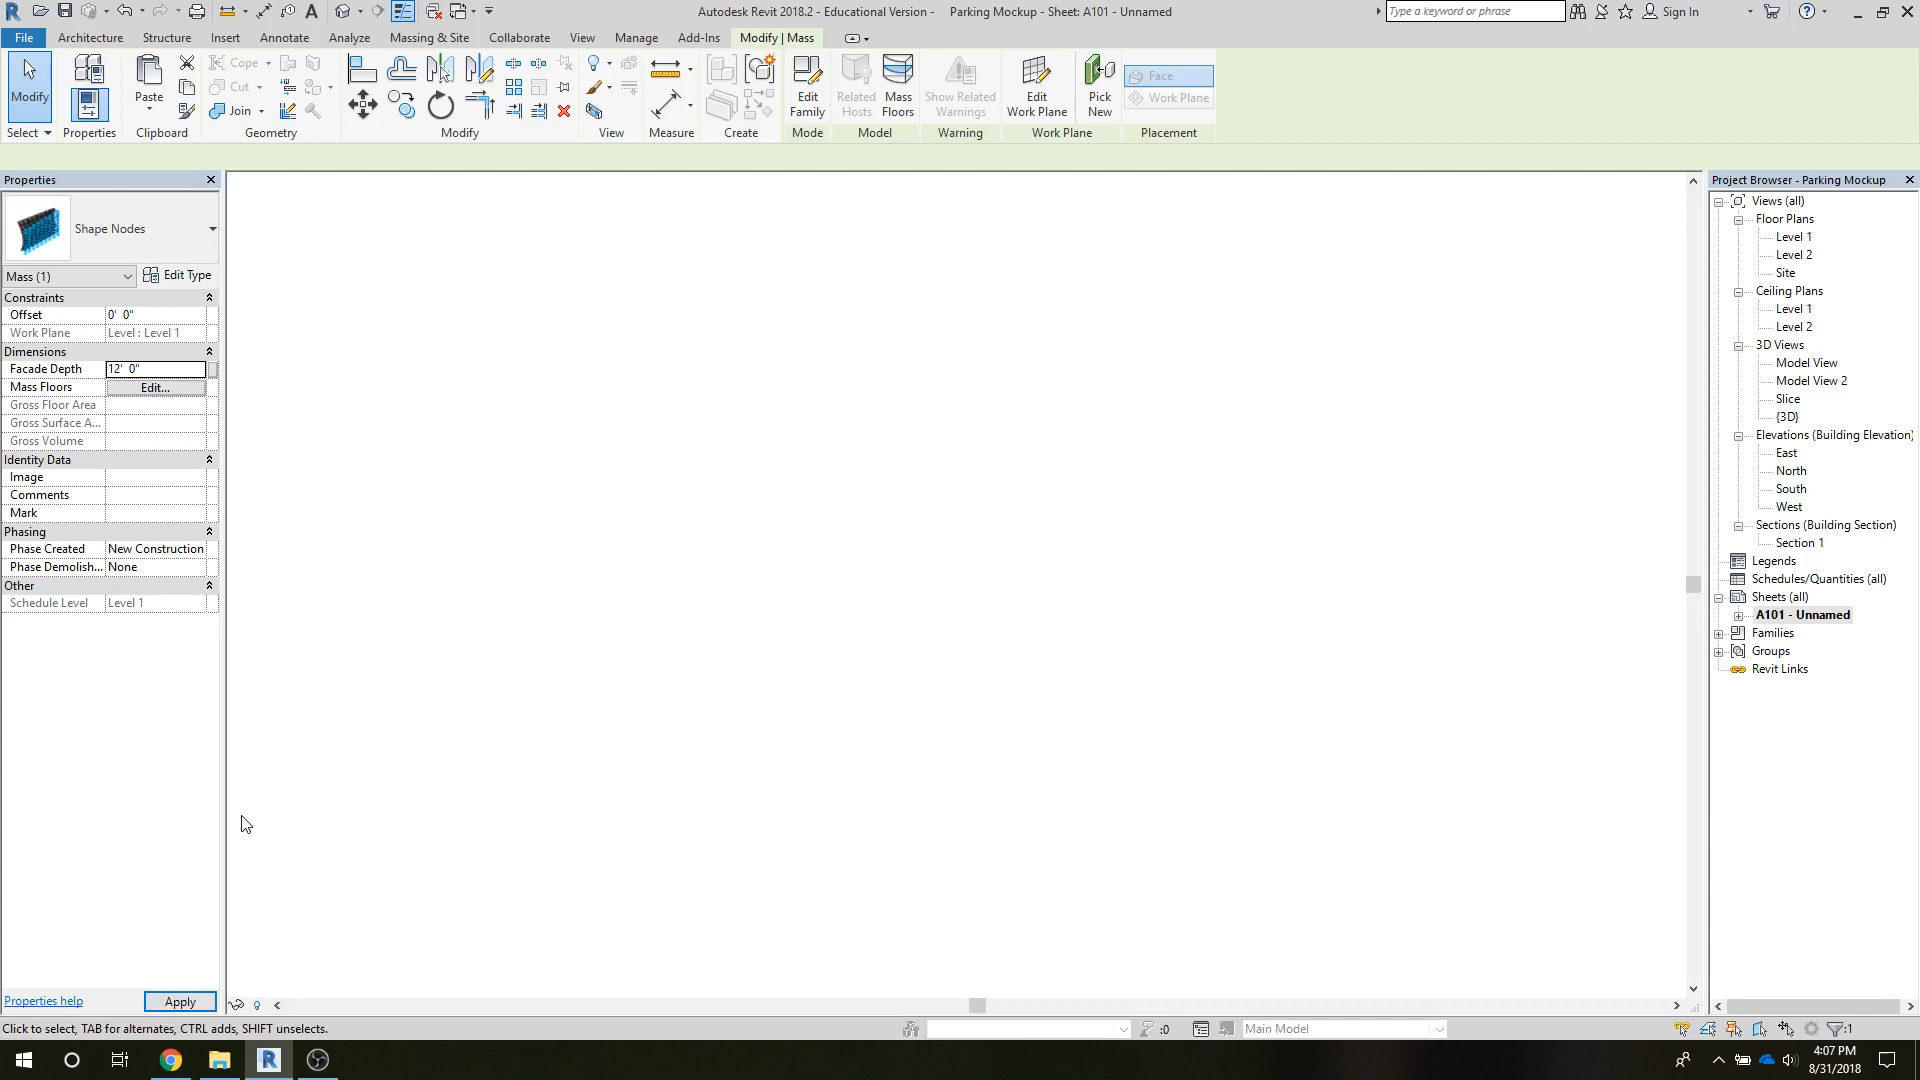 Autodesk Revit 2018.2 - Educational Version - Parking Mockup - Sheet: A101 - Unnamed
Type a keyword or phrase
Sign In
File Architecture Structure Insert Annotate Analyze Massing & Site Collaborate View Manage Add-Ins Modify | Mass
Modify
Paste
Cope
Cut
Join
Edit Family
Related Hosts
Mass Floors
Show Related Warnings
Edit Work Plane
Pick New
Face
Work Plane
Select Properties Clipboard Geometry Modify View Measure Create Mode Model Warning Work Plane Placement
Properties
Shape Nodes
Mass (1) Edit Type
Constraints
Offset 0' 0"
Work Plane Level : Level 1
Dimensions
Facade Depth 12' 0"
Mass Floors Edit...
Gross Floor Area
Gross Surface A...
Gross Volume
Identity Data
Image
Comments
Mark
Phasing
Phase Created New Construction
Phase Demolish... None
Other
Schedule Level Level 1
Properties help Apply
Project Browser - Parking Mockup
Views (all)
Floor Plans
Level 1
Level 2
Site
Ceiling Plans
Level 1
Level 2
3D Views
Model View
Model View 2
Slice
{3D}
Elevations (Building Elevation)
East
North
South
West
Sections (Building Section)
Section 1
Legends
Schedules/Quantities (all)
Sheets (all)
A101 - Unnamed
Families
Groups
Revit Links
Click to select, TAB for alternates, CTRL adds, SHIFT unselects.
:0
Main Model
:1
4:07 PM
8/31/2018